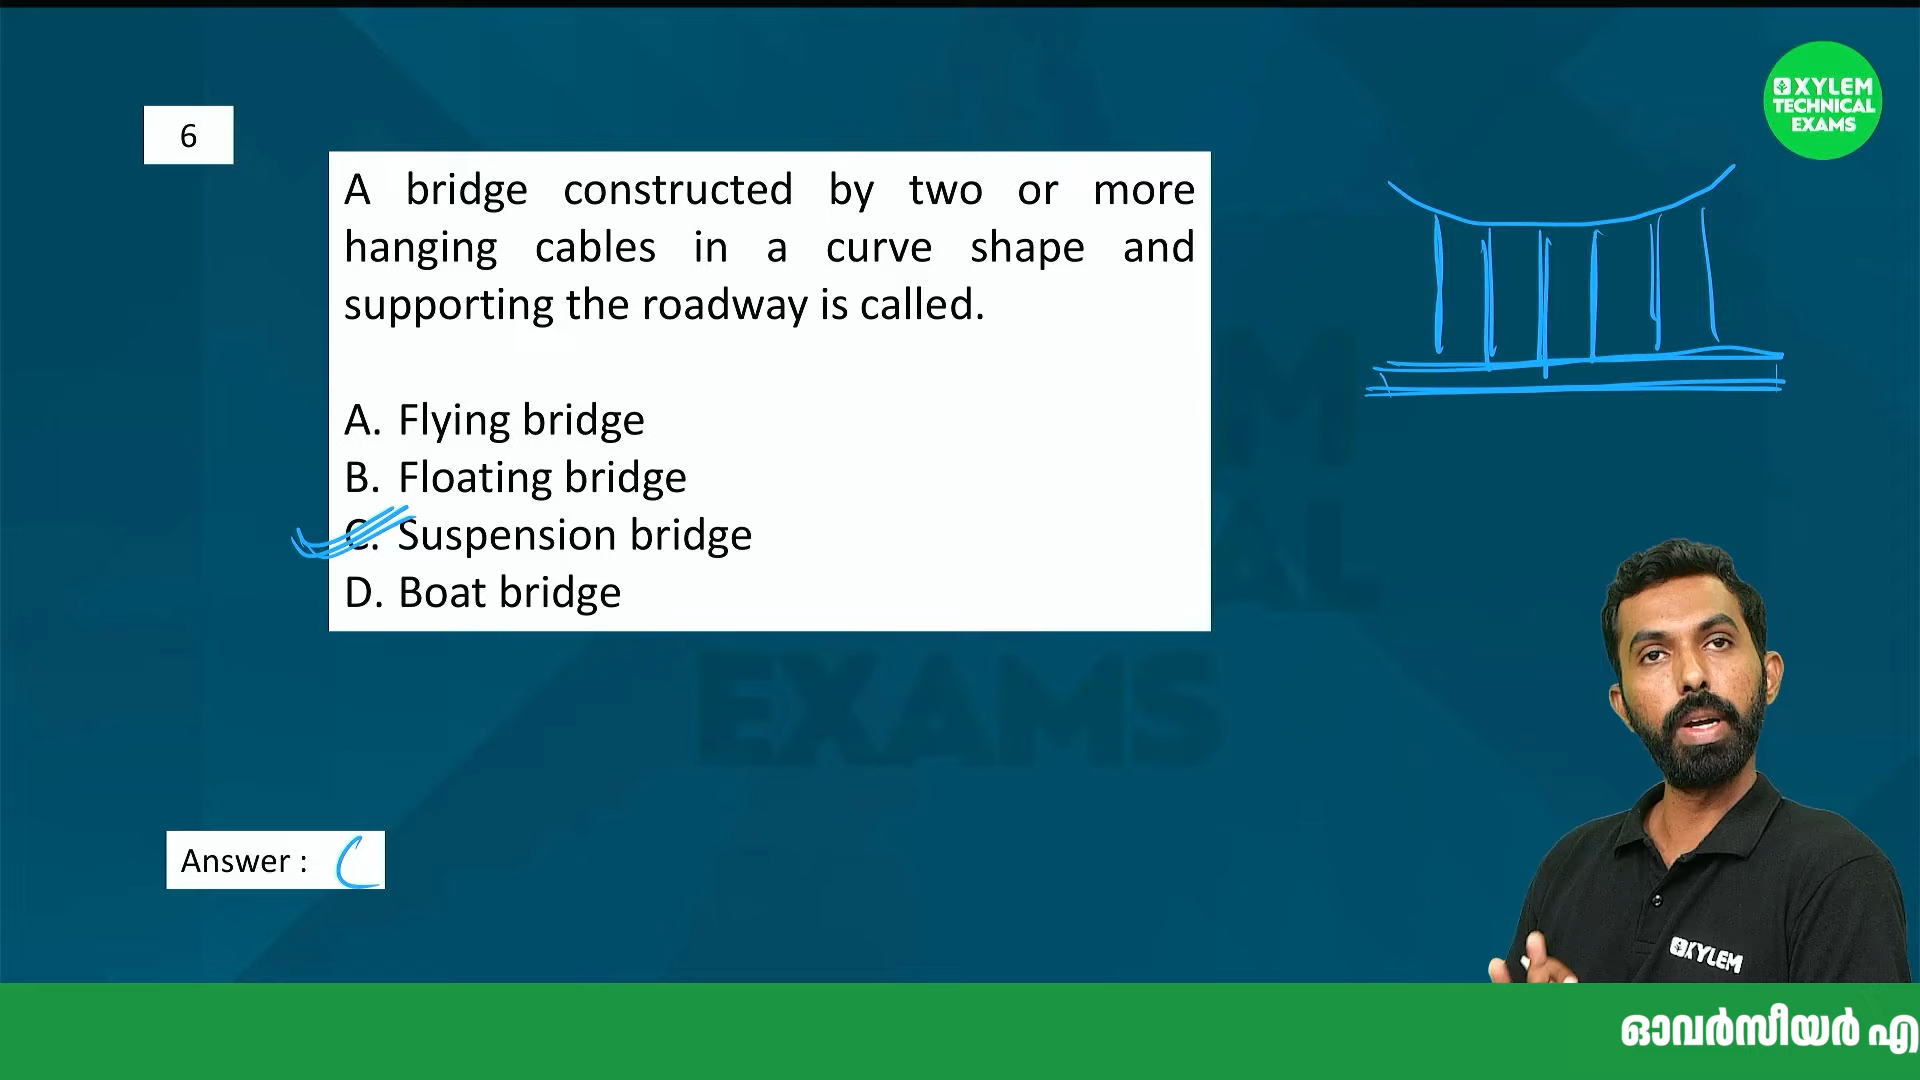 XYLEM
TECHNICAL
EXAMS
6
A bridge constructed by two or more
hanging cables in a curve shape and
supporting the roadway is called.
A. Flying bridge
B. Floating bridge
C. Suspension bridge
D. Boat bridge
EXAMS
Answer : C
XYLEM
ഓവർസീയർ എ